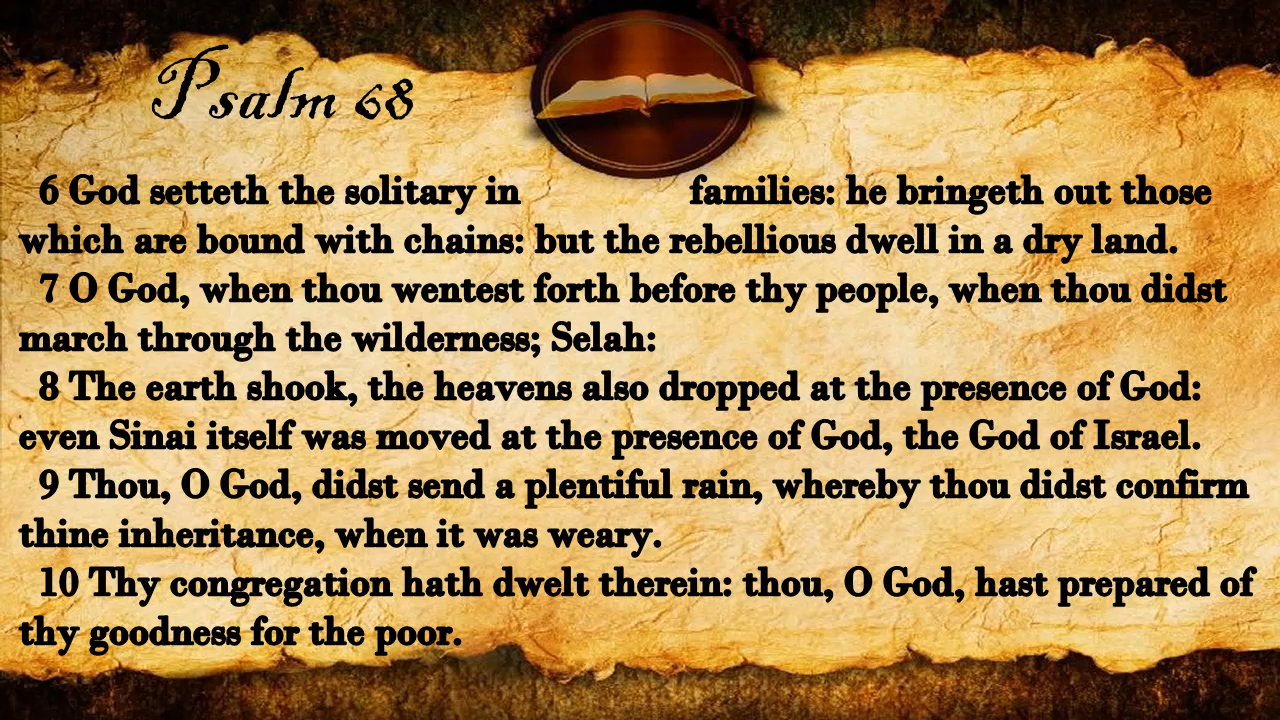 Psalm 68
6 God setteth the solitary in families: he bringeth out those
which are bound with chains: but the rebellious dwell in a dry land.
7 O God, when thou wentest forth before thy people, when thou didst
march through the wilderness; Selah:
8 The earth shook, the heavens also dropped at the presence of God:
even Sinai itself was moved at the presence of God, the God of Israel.
9 Thou, O God, didst send a plentiful rain, whereby thou didst confirm
thine inheritance, when it was weary.
10 Thy congregation hath dwelt therein: thou, O God, hast prepared of
thy goodness for the poor.